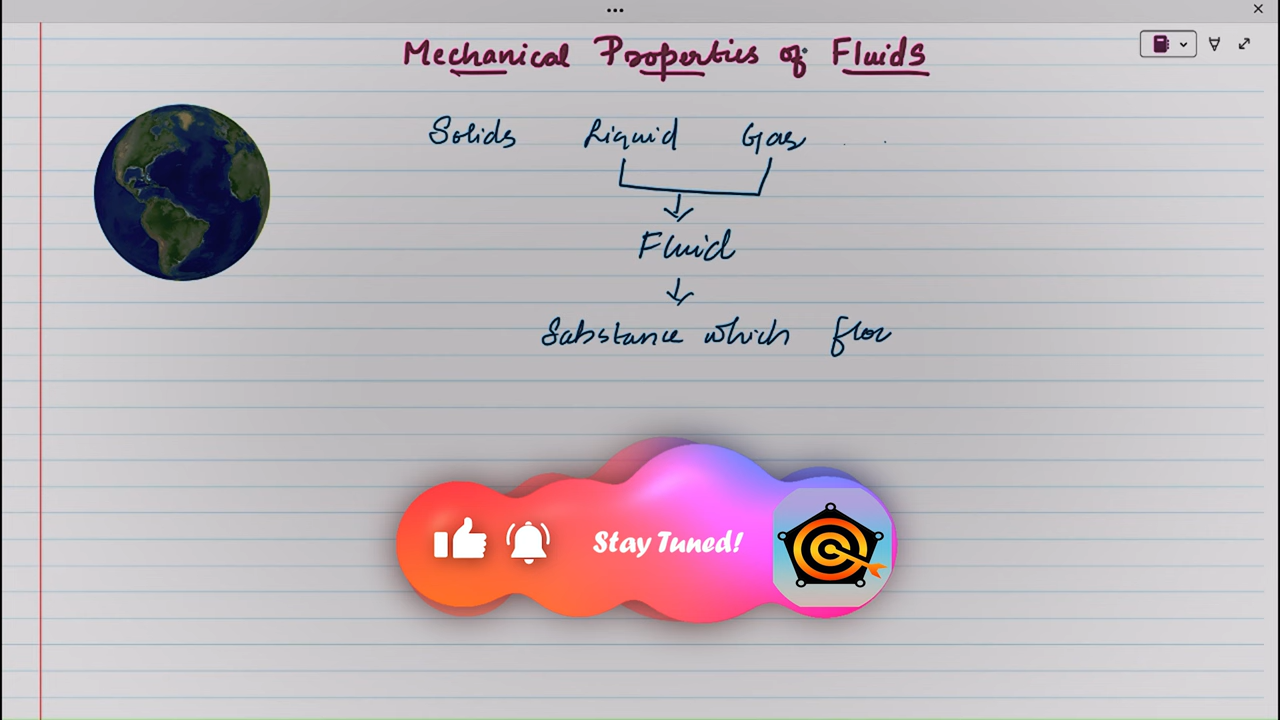 Mechanical Properties of Fluids
Solids Liquid Gas
Fluid
Substance which flow
Stay Tuned!